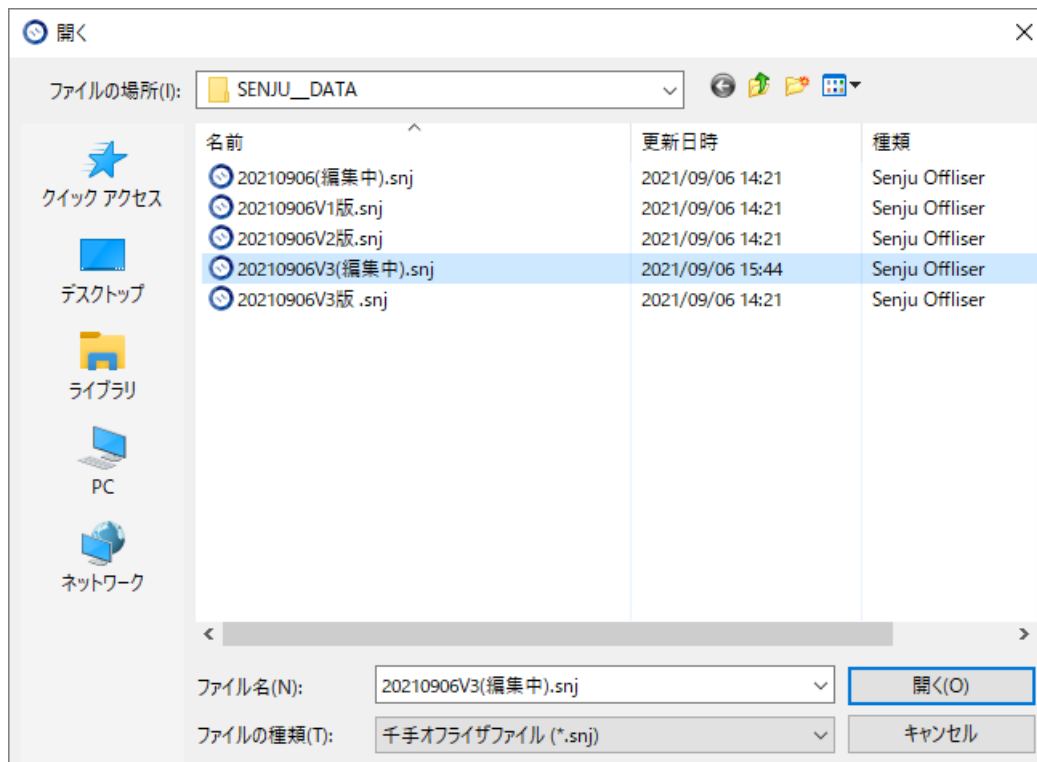 開く
ファイルの場所(I): SENJU__DATA
名前 更新日時 種類
20210906(編集中).snj 2021/09/06 14:21 Senju Offliser
20210906V1版.snj 2021/09/06 14:21 Senju Offliser
20210906V2版.snj 2021/09/06 14:21 Senju Offliser
20210906V3(編集中).snj 2021/09/06 15:44 Senju Offliser
20210906V3版 .snj 2021/09/06 14:21 Senju Offliser
クイック アクセス
デスクトップ
ライブラリ
PC
ネットワーク
ファイル名(N): 20210906V3(編集中).snj 開く(O)
ファイルの種類(T): 千手オフライザファイル (*.snj) キャンセル